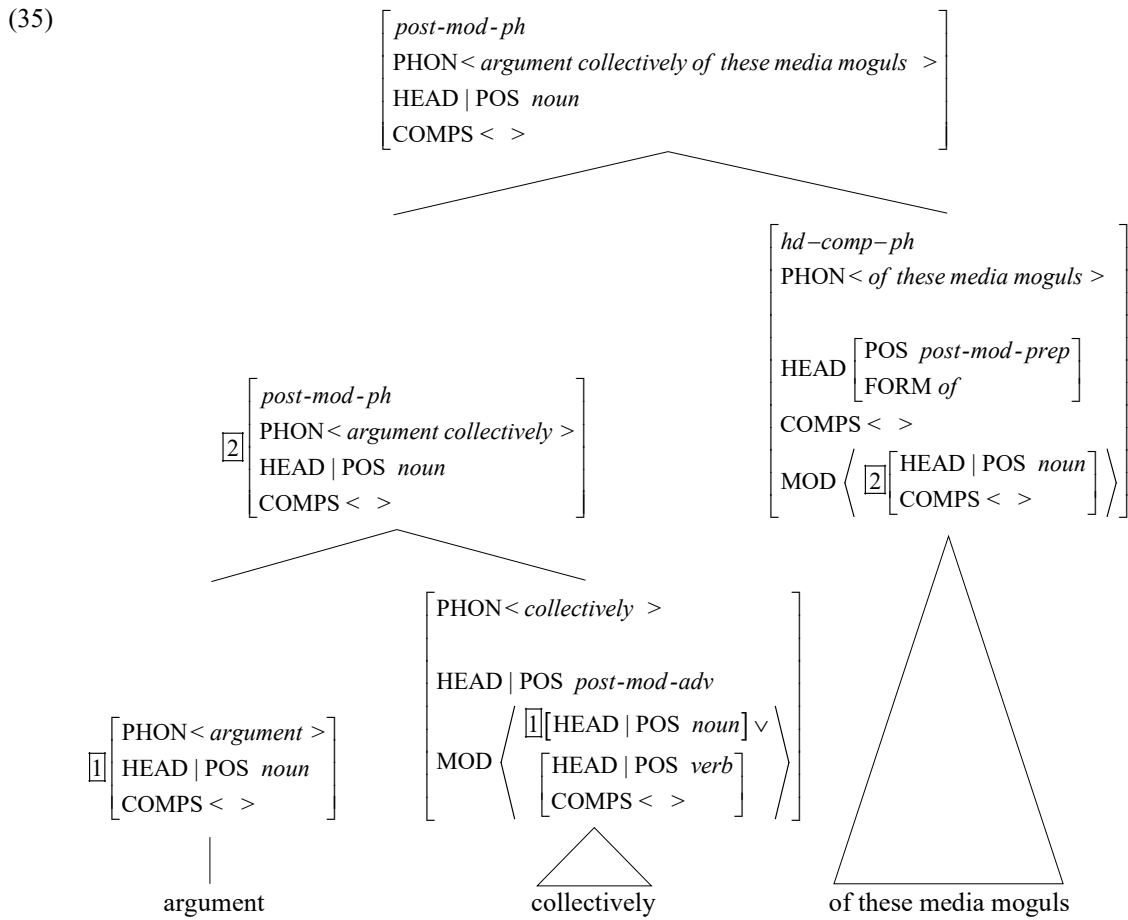 (35)
post-mod-ph
PHON < argument collectively of these media moguls >
HEAD | POS noun
COMPS < >
hd–comp–ph
PHON < of these media moguls >
HEAD [POS post-mod-prep
FORM of]
COMPS < >
MOD ⟨ [2] [HEAD | POS noun
COMPS < >] ⟩
[2] post-mod-ph
PHON < argument collectively >
HEAD | POS noun
COMPS < >
[1] PHON < argument >
HEAD | POS noun
COMPS < >
PHON < collectively >
HEAD | POS post-mod-adv
MOD ⟨ [1] [HEAD | POS noun] ∨
[HEAD | POS verb
COMPS < >] ⟩
argument collectively of these media moguls